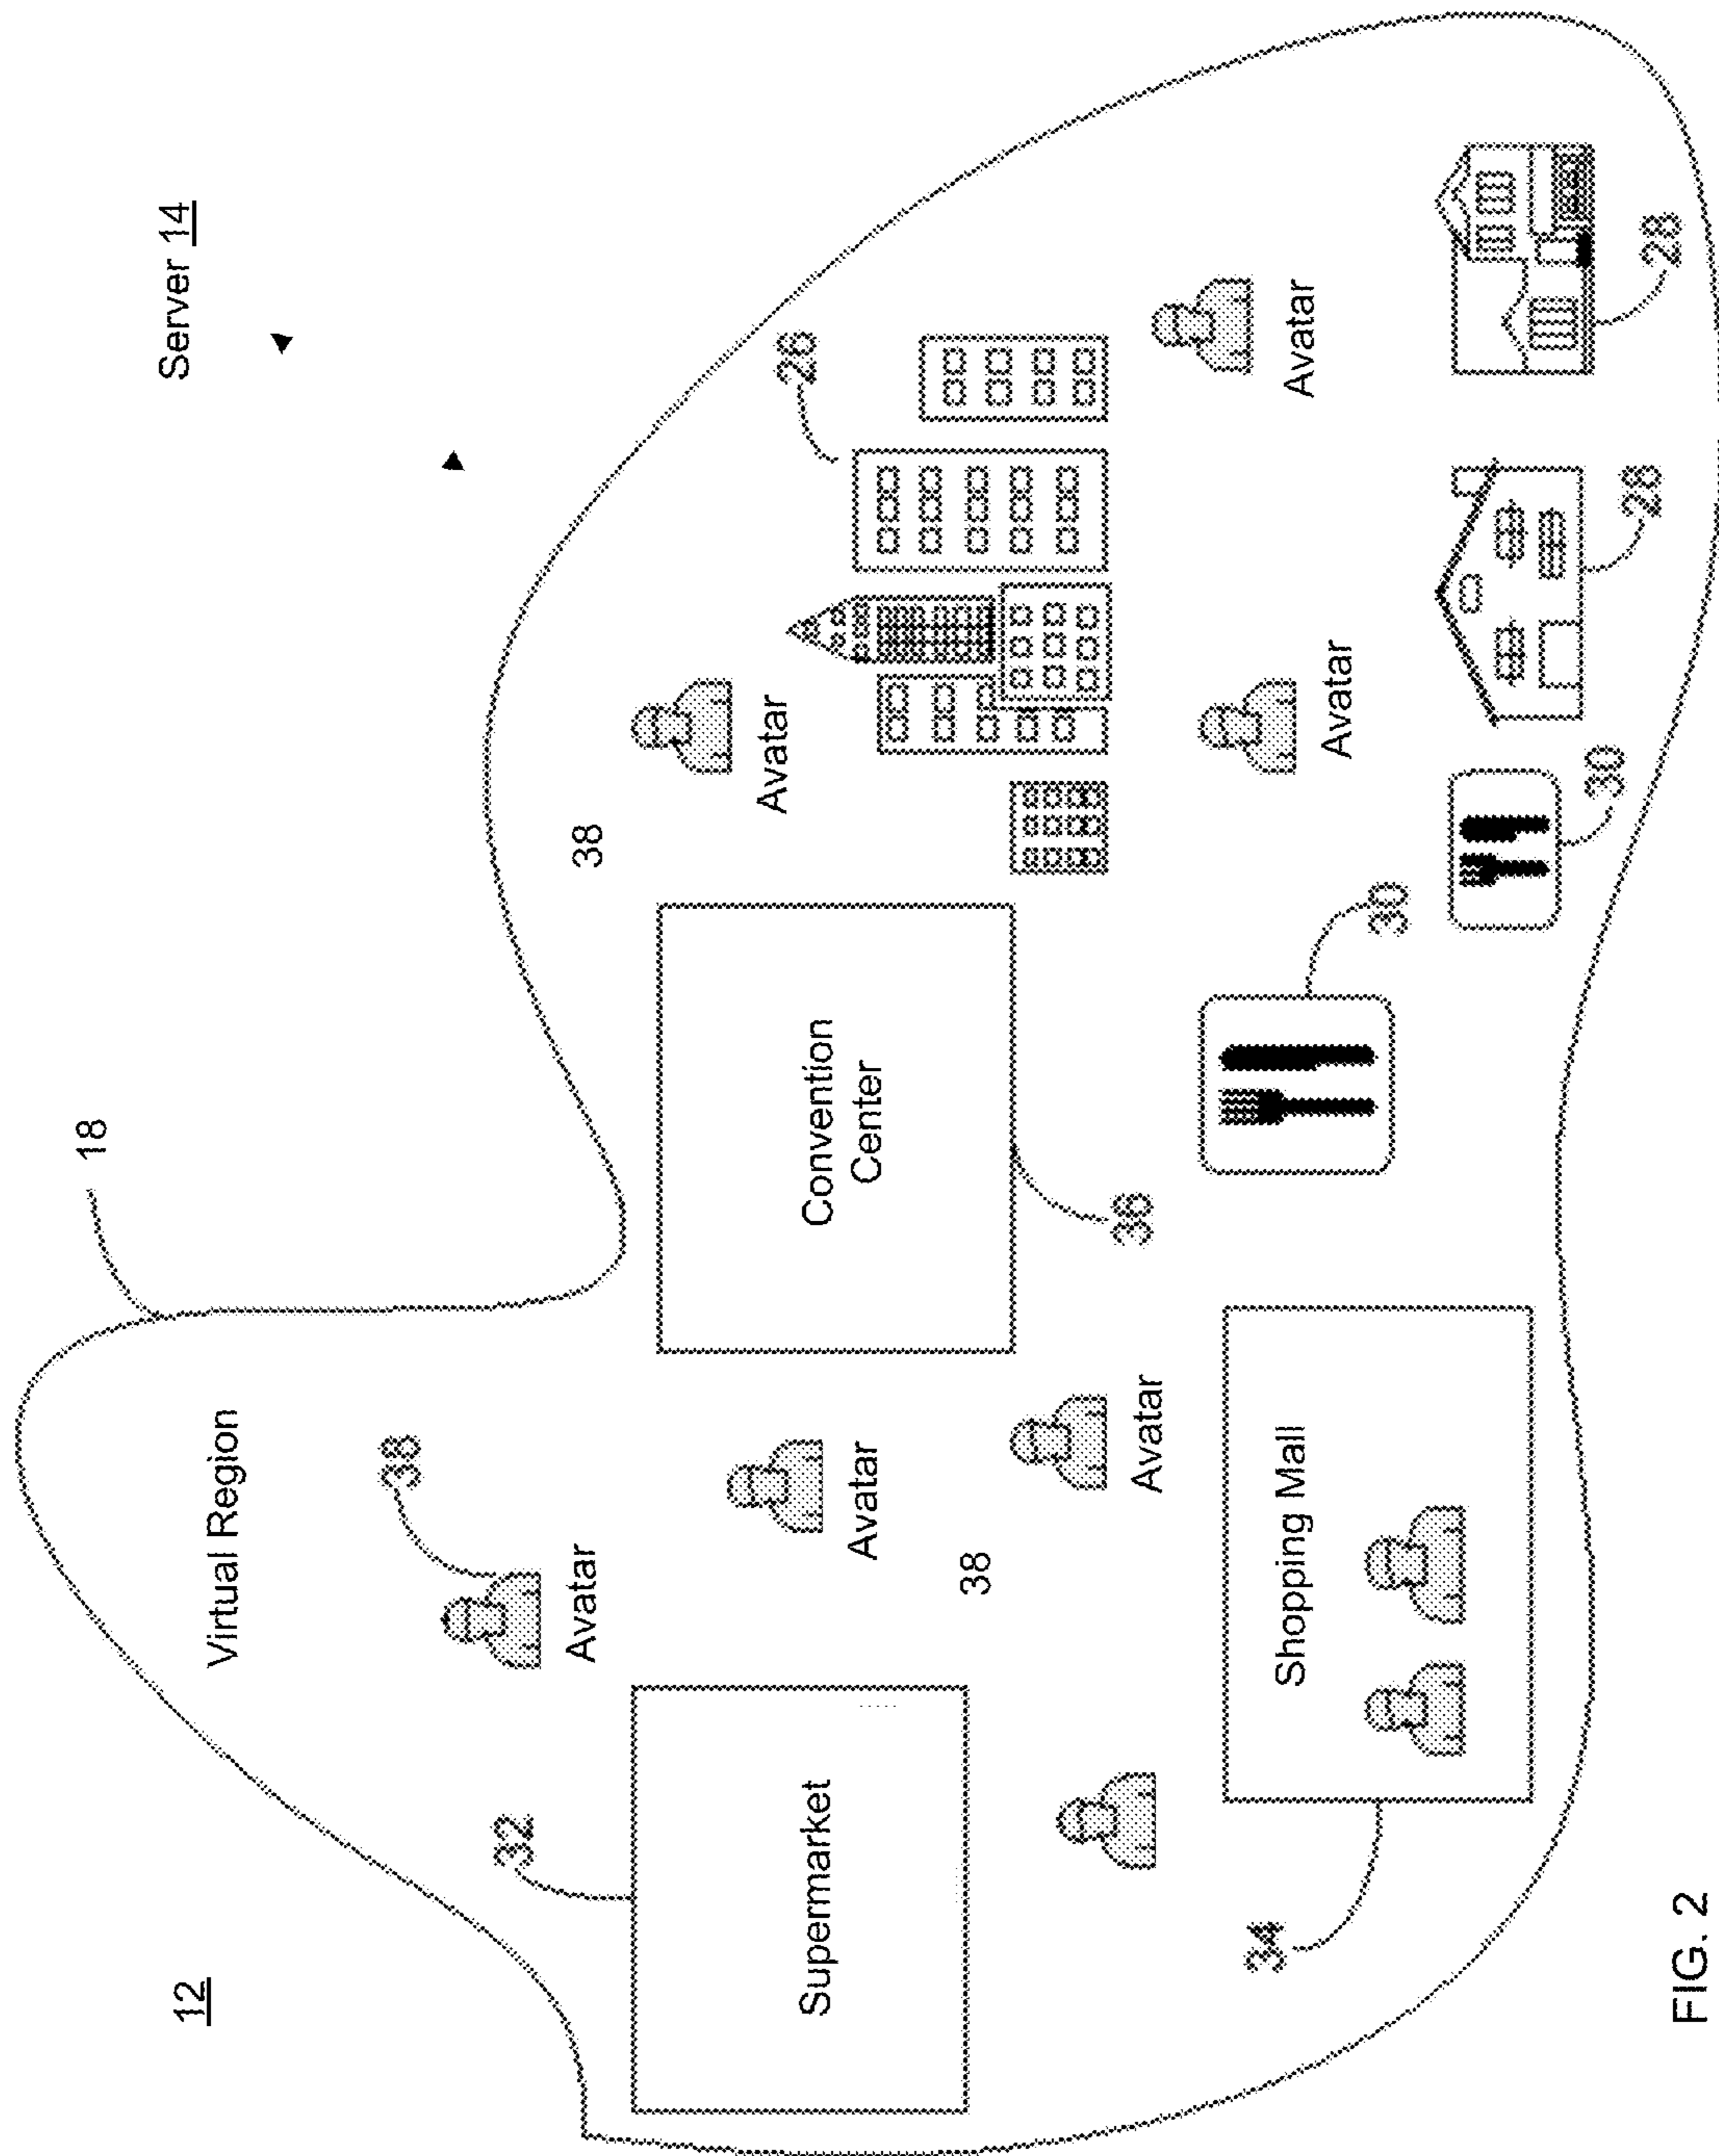 12
Server 14
18
Virtual Region
38
Avatar
38
Avatar
32
Supermarket
Avatar
Convention
Center
26
38
Avatar
36
Avatar
Avatar
34
Shopping Mall
30
30
28
28
FIG. 2